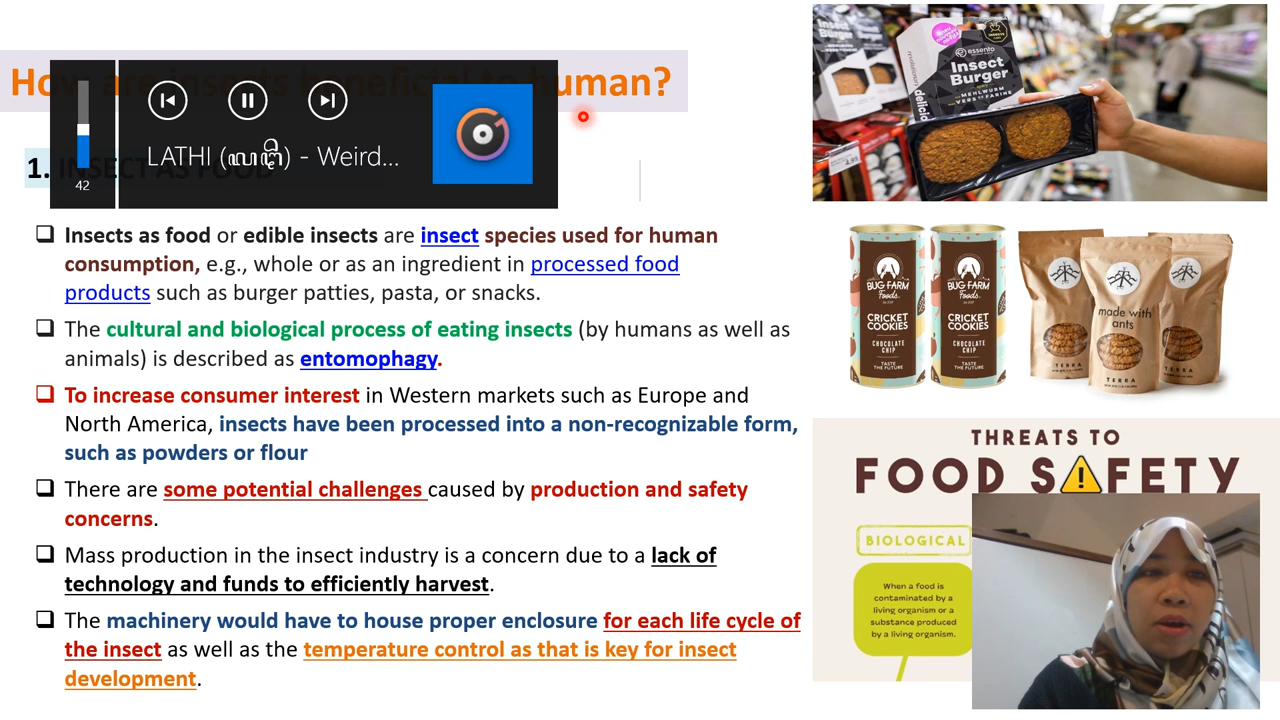 How are insects beneficial to human?
LATHI (ꦭꦛꦶ) - Weird...
42
1. INSECT AS FOOD
Insects as food or edible insects are insect species used for human
consumption, e.g., whole or as an ingredient in processed food
products such as burger patties, pasta, or snacks.
The cultural and biological process of eating insects (by humans as well as
animals) is described as entomophagy.
To increase consumer interest in Western markets such as Europe and
North America, insects have been processed into a non-recognizable form,
such as powders or flour
There are some potential challenges caused by production and safety
concerns.
Mass production in the insect industry is a concern due to a lack of
technology and funds to efficiently harvest.
The machinery would have to house proper enclosure for each life cycle of
the insect as well as the temperature control as that is key for insect
development.
Insect
Burger
essento
Insect
Burger
MEHLWURM
VERS DE FARINE
BUG FARM
Foods
CRICKET
COOKIES
CHOCOLATE
CHIP
TASTE
THE FUTURE
BUG FARM
Foods
CRICKET
COOKIES
CHOCOLATE
CHIP
TASTE
THE FUTURE
made with
ants
TERRA
TERRA
TERRA
THREATS TO
FOOD SAFETY
BIOLOGICAL
When a food is
contaminated by a
living organism or a
substance produced
by a living organism.